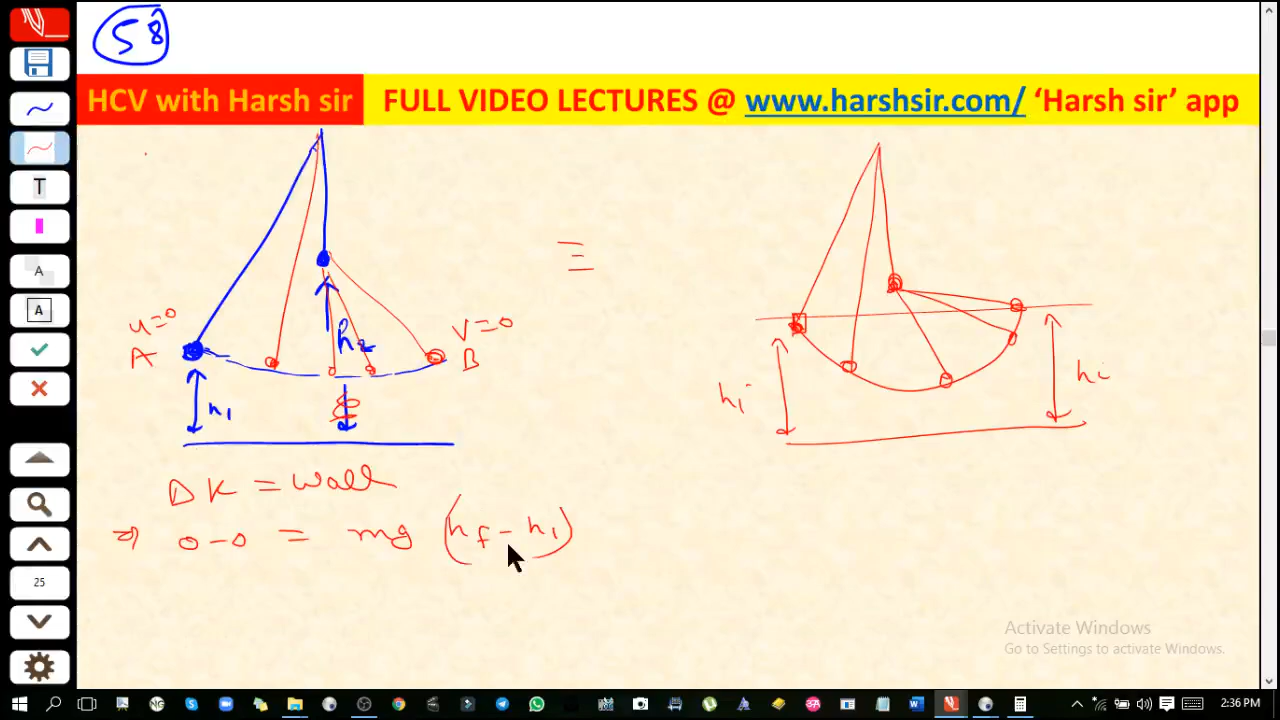 58
HCV with Harsh sir FULL VIDEO LECTURES @ www.harshsir.com/ 'Harsh sir' app
u=0
A
h1
h2
V=0
B
≡
hi
hi
ΔK = Wall
⇒ 0-0 = mg (hf - h1)
T
A
A
25
Activate Windows
Go to Settings to activate Windows.
2:36 PM